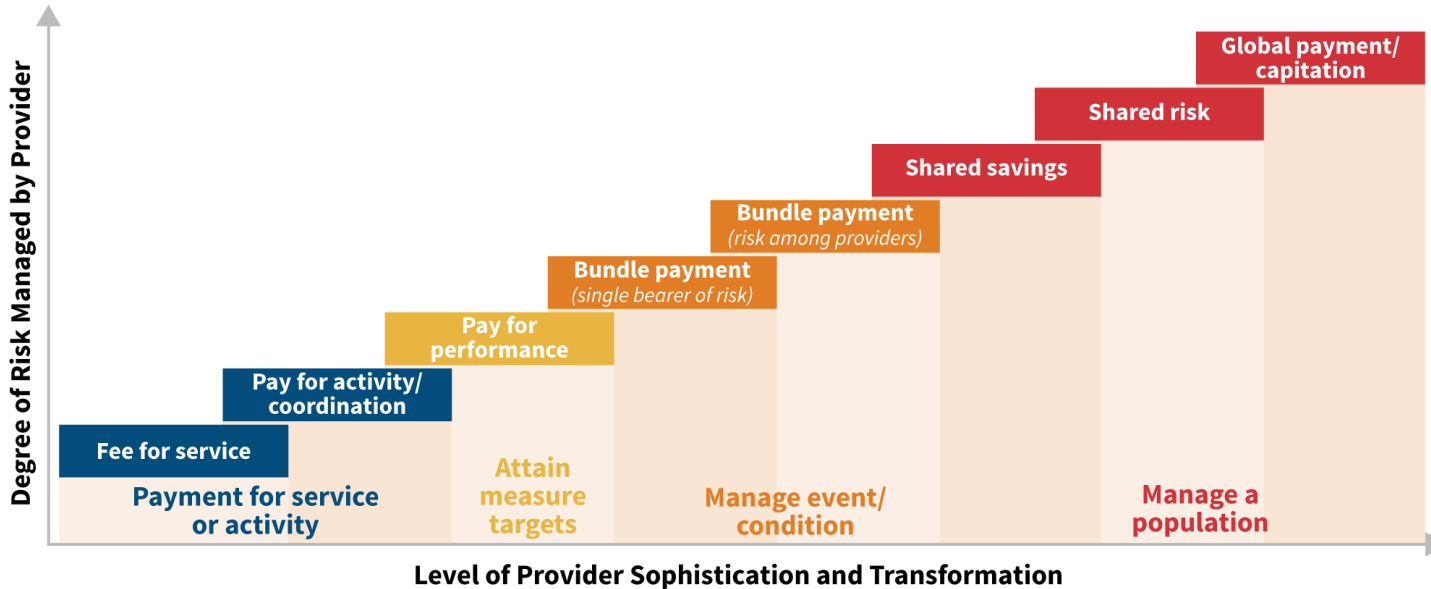 Degree of Risk Managed by Provider
Global payment/
capitation
Shared risk
Shared savings
Bundle payment
(risk among providers)
Bundle payment
(single bearer of risk)
Pay for
performance
Pay for activity/
coordination
Fee for service
Payment for service
or activity
Attain
measure
targets
Manage event/
condition
Manage a
population
Level of Provider Sophistication and Transformation